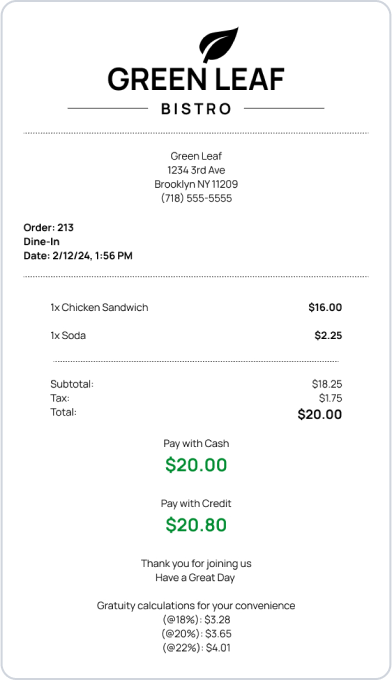 GREEN LEAF
BISTRO
Green Leaf
1234 3rd Ave
Brooklyn NY 11209
(718) 555-5555
Order: 213
Dine-In
Date: 2/12/24, 1:56 PM
1x Chicken Sandwich $16.00
1x Soda $2.25
Subtotal: $18.25
Tax: $1.75
Total: $20.00
Pay with Cash
$20.00
Pay with Credit
$20.80
Thank you for joining us
Have a Great Day
Gratuity calculations for your convenience
(@18%): $3.28
(@20%): $3.65
(@22%): $4.01